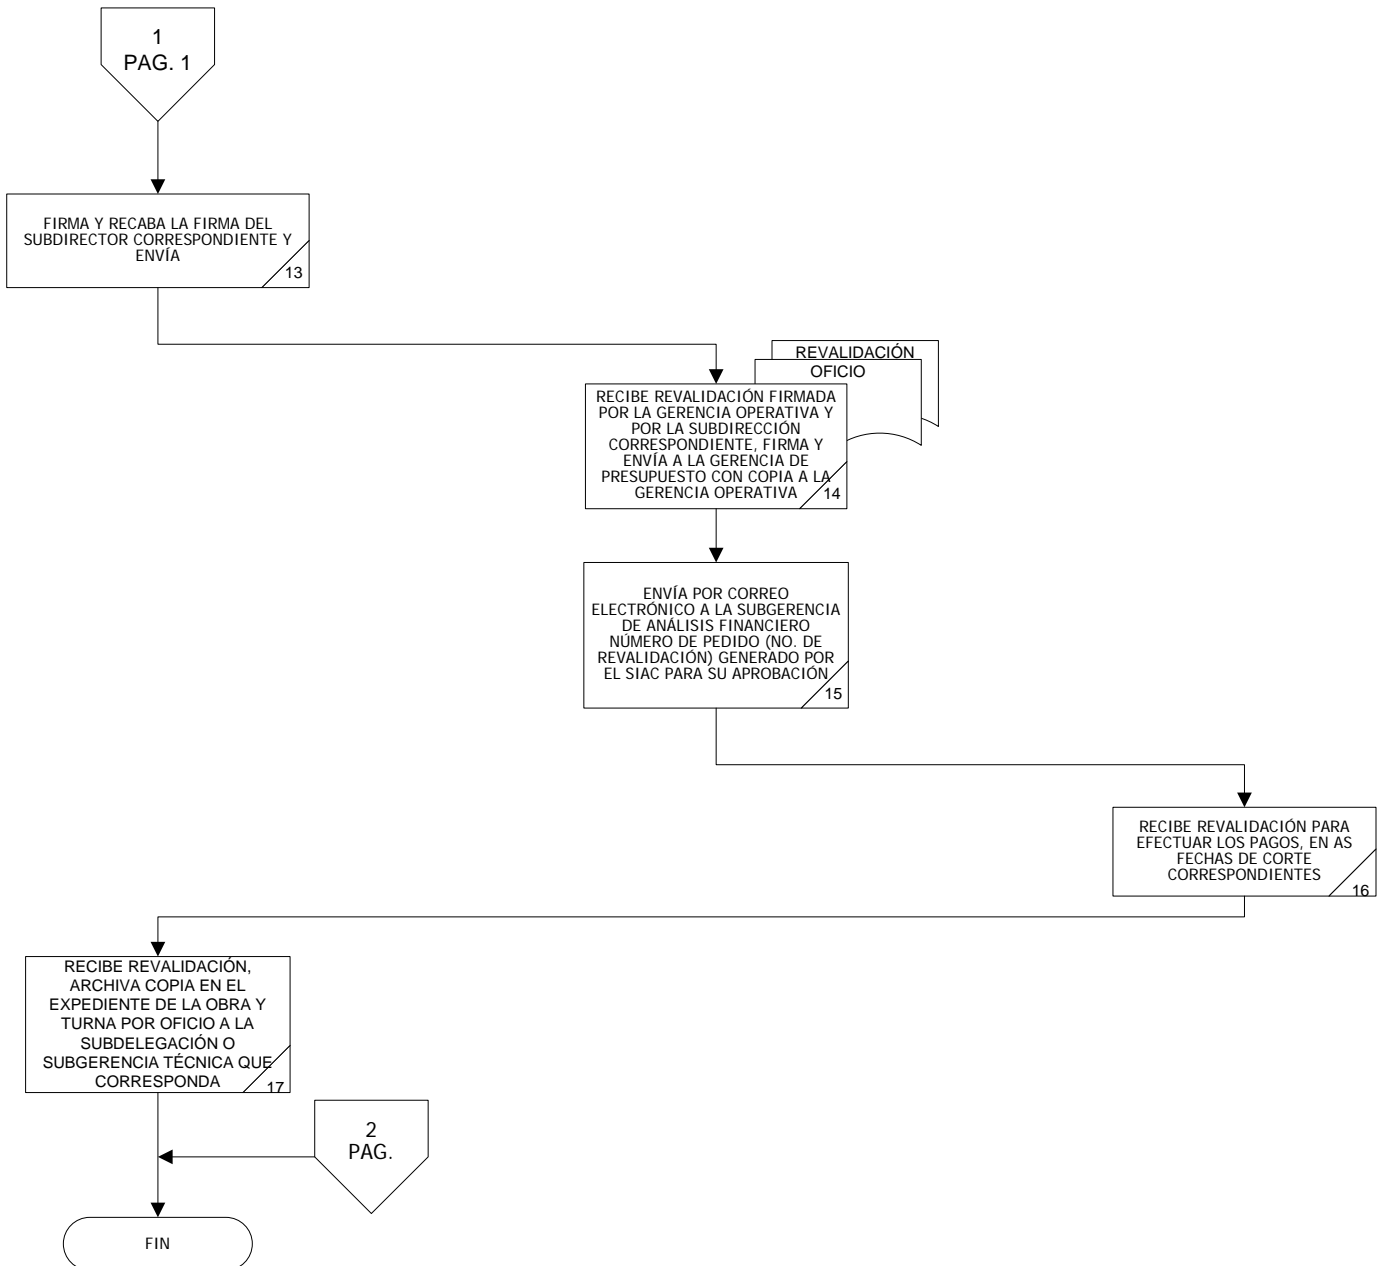 1
PAG. 1
FIRMA Y RECABA LA FIRMA DEL
SUBDIRECTOR CORRESPONDIENTE Y
ENVÍA
13
REVALIDACIÓN
OFICIO
RECIBE REVALIDACIÓN FIRMADA
POR LA GERENCIA OPERATIVA Y
POR LA SUBDIRECCIÓN
CORRESPONDIENTE, FIRMA Y
ENVÍA A LA GERENCIA DE
PRESUPUESTO CON COPIA A LA
GERENCIA OPERATIVA
14
ENVÍA POR CORREO
ELECTRÓNICO A LA SUBGERENCIA
DE ANÁLISIS FINANCIERO
NÚMERO DE PEDIDO (NO. DE
REVALIDACIÓN) GENERADO POR
EL SIAC PARA SU APROBACIÓN
15
RECIBE REVALIDACIÓN PARA
EFECTUAR LOS PAGOS, EN AS
FECHAS DE CORTE
CORRESPONDIENTES
16
RECIBE REVALIDACIÓN,
ARCHIVA COPIA EN EL
EXPEDIENTE DE LA OBRA Y
TURNA POR OFICIO A LA
SUBDELEGACIÓN O
SUBGERENCIA TÉCNICA QUE
CORRESPONDA
17
2
PAG.
FIN